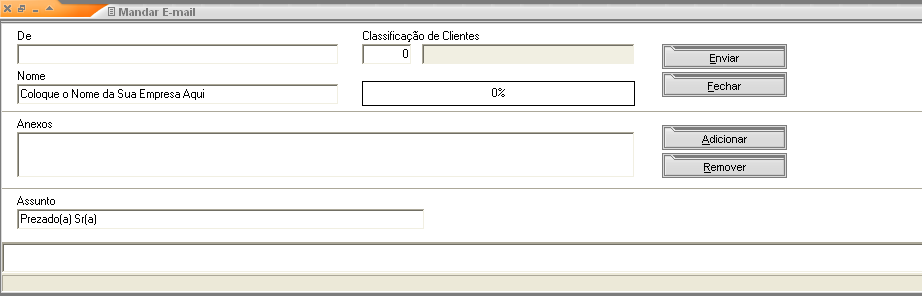 Mandar E-mail
De
Classificação de Clientes
0
Enviar
Nome
Fechar
Coloque o Nome da Sua Empresa Aqui
0%
Anexos
Adicionar
Remover
Assunto
Prezado(a) Sr(a)